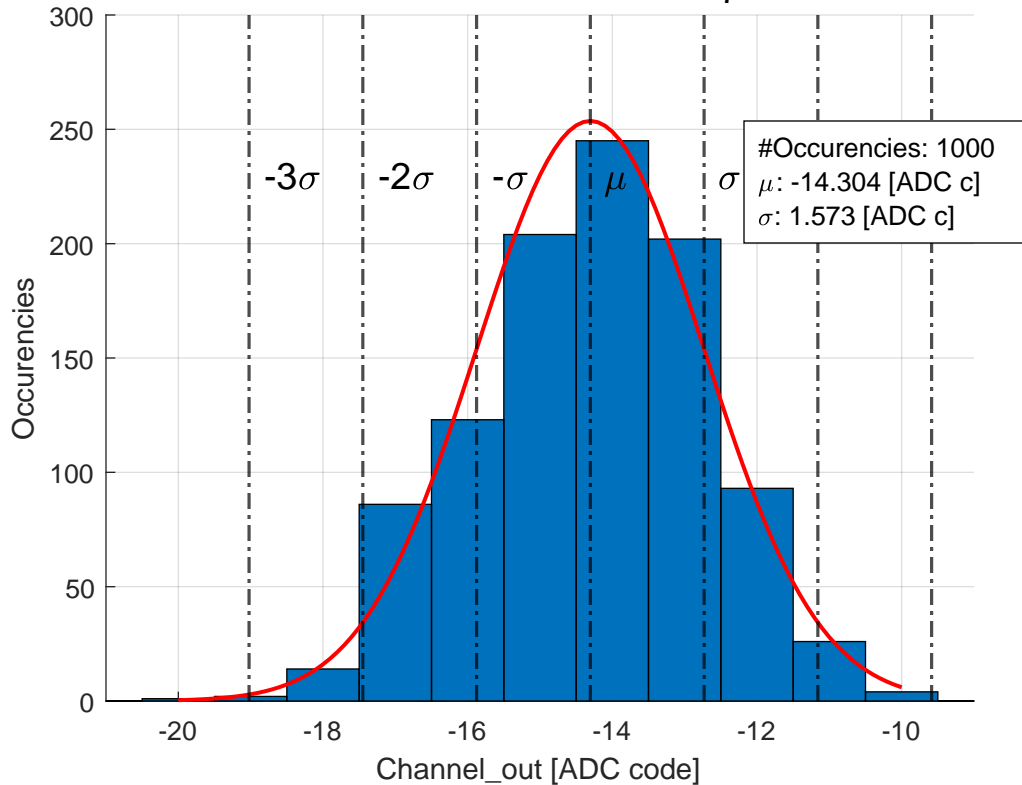 300
250
200
150
100
50
0
Occurencies
-3σ
-2σ
-σ
μ
σ
#Occurencies: 1000
μ: -14.304 [ADC c]
σ: 1.573 [ADC c]
-20
-18
-16
-14
-12
-10
Channel_out [ADC code]